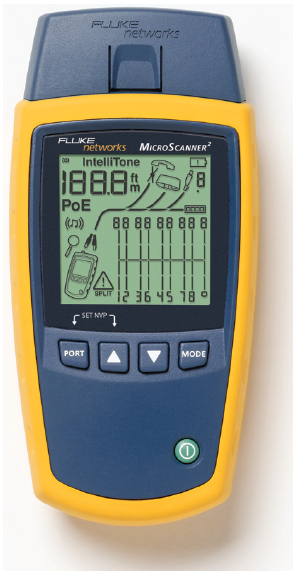 FLUKE
networks
FLUKE
networks MICROSCANNER²
IntelliTone
188.8 ft m 8
PoE
88 88 88 88 8
SPLIT
12 36 45 78
SET NVP
PORT MODE